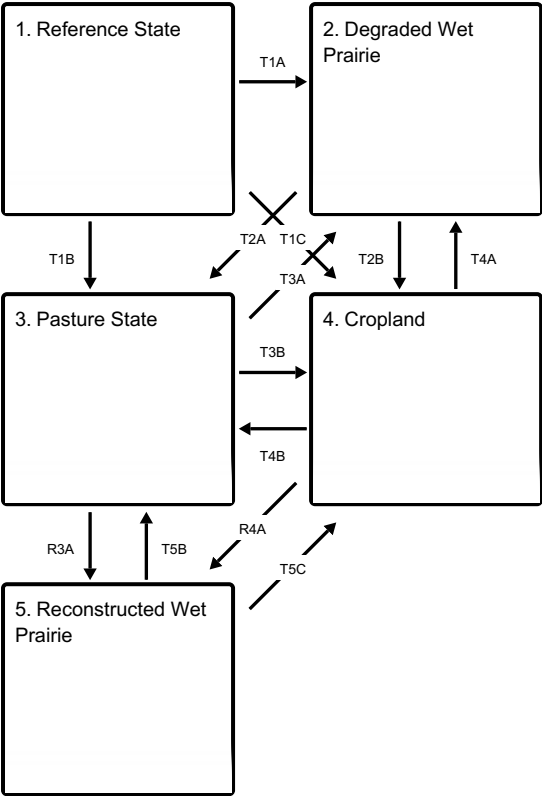 1. Reference State
2. Degraded Wet
Prairie
T1A
T2A
T1C
T1B
T3A
T2B
T4A
3. Pasture State
4. Cropland
T3B
T4B
R4A
R3A
T5B
T5C
5. Reconstructed Wet
Prairie